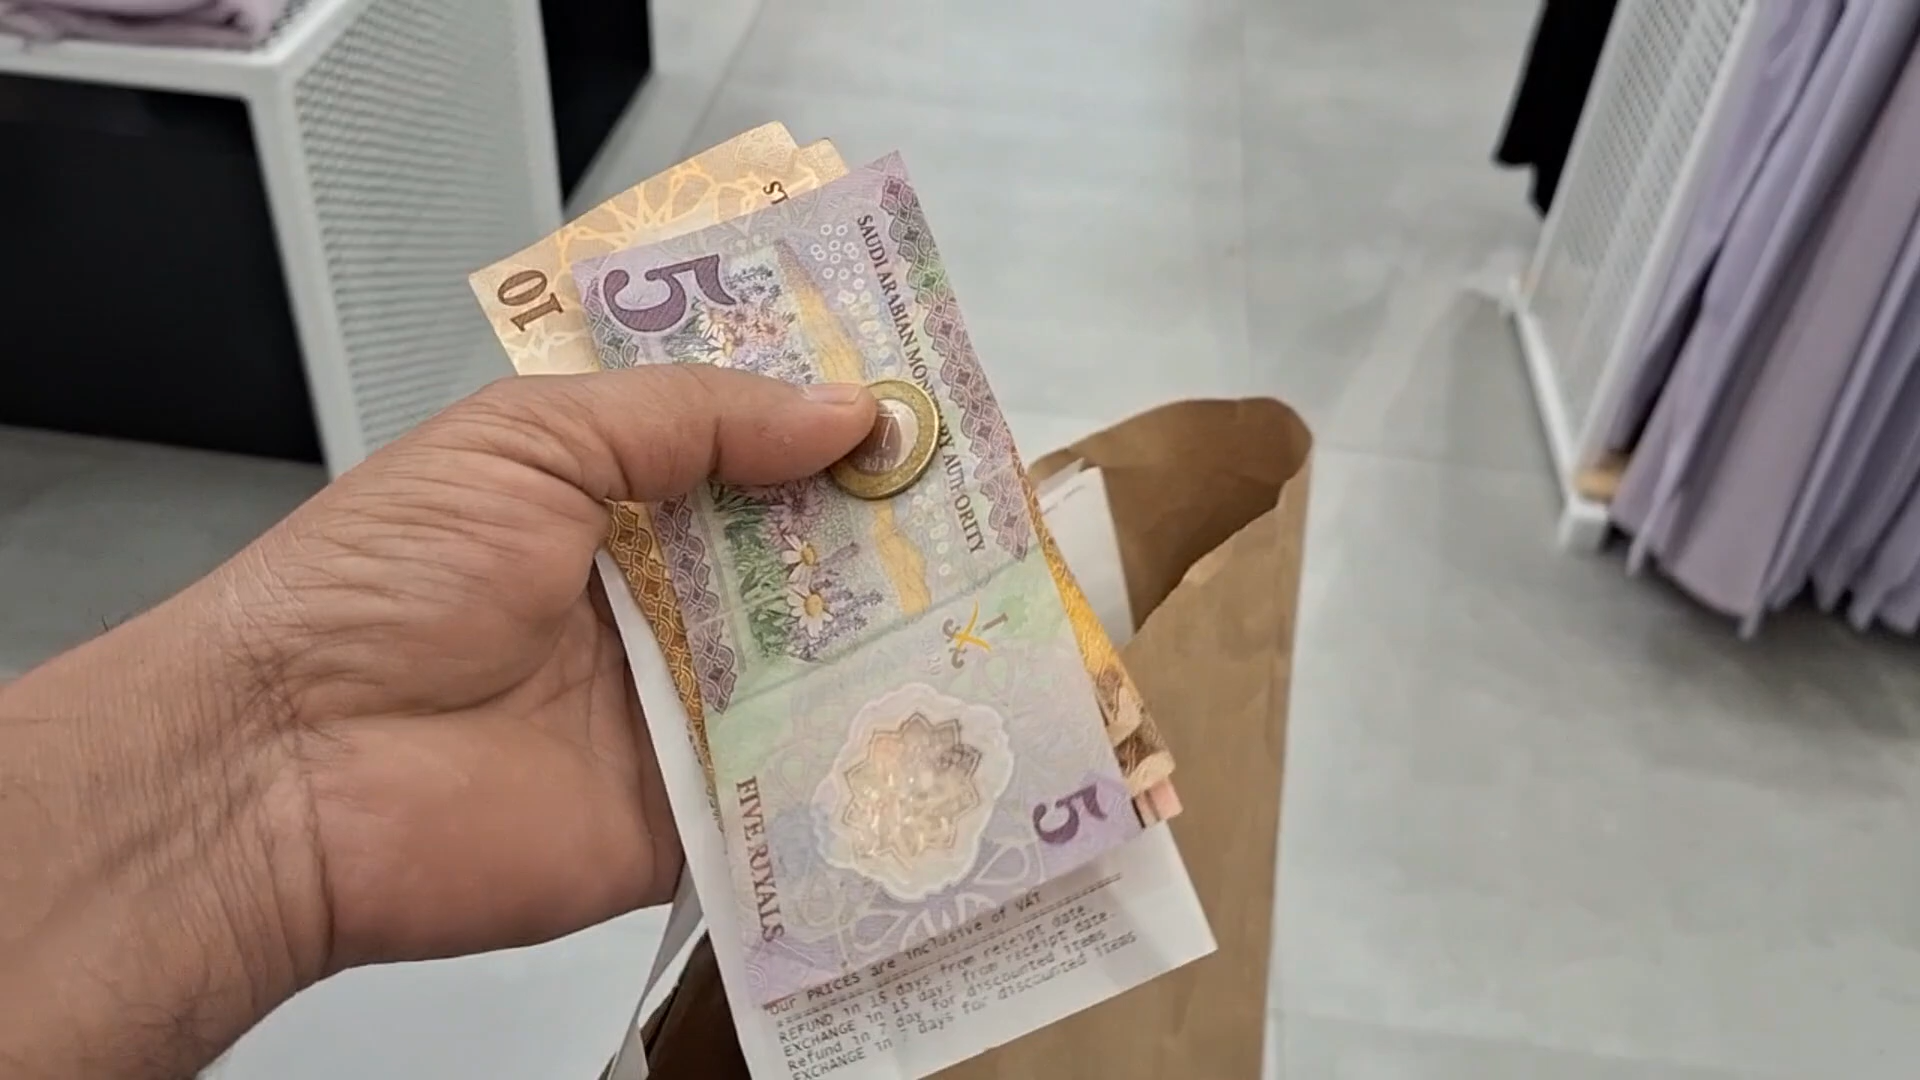 10
5
SAUDI ARABIAN MONETARY AUTHORITY
FIVE RIYALS
5
OUR PRICES are inclusive of VAT
REFUND in 15 days from receipt date.
EXCHANGE in 15 days from receipt date.
Refund in 7 day for discounted items
EXCHANGE in 7 days for discounted items